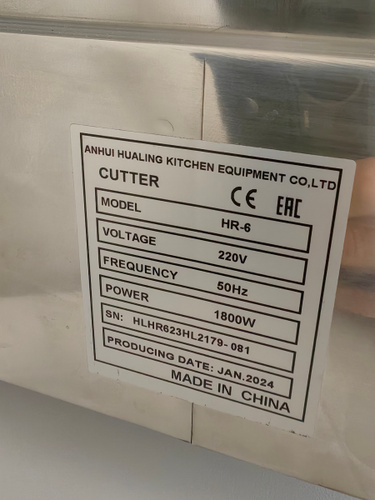 ANHUI HUALING KITCHEN EQUIPMENT CO,LTD
CUTTER CE EAC
MODEL HR-6
VOLTAGE 220V
FREQUENCY 50Hz
POWER 1800W
SN: HLHR623HL2179-081
PRODUCING DATE: JAN.2024
MADE IN CHINA